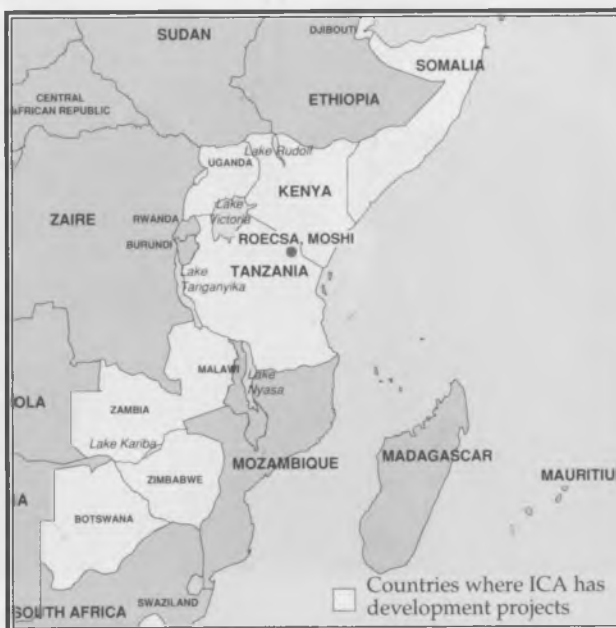 SUDAN
DJIBOUTI
SOMALIA
CENTRAL
AFRICAN REPUBLIC
ETHIOPIA
Lake Rudolf
UGANDA
KENYA
ZAIRE
RWANDA
Lake
Victoria
ROECSA, MOSHI
BURUNDI
TANZANIA
Lake
Tanganyika
MALAWI
Lake
Nyasa
OLA
ZAMBIA
Lake Kariba
MOZAMBIQUE
MADAGASCAR
MAURITIU
ZIMBABWE
IA
BOTSWANA
SWAZILAND
SOUTH AFRICA
Countries where ICA has
development projects